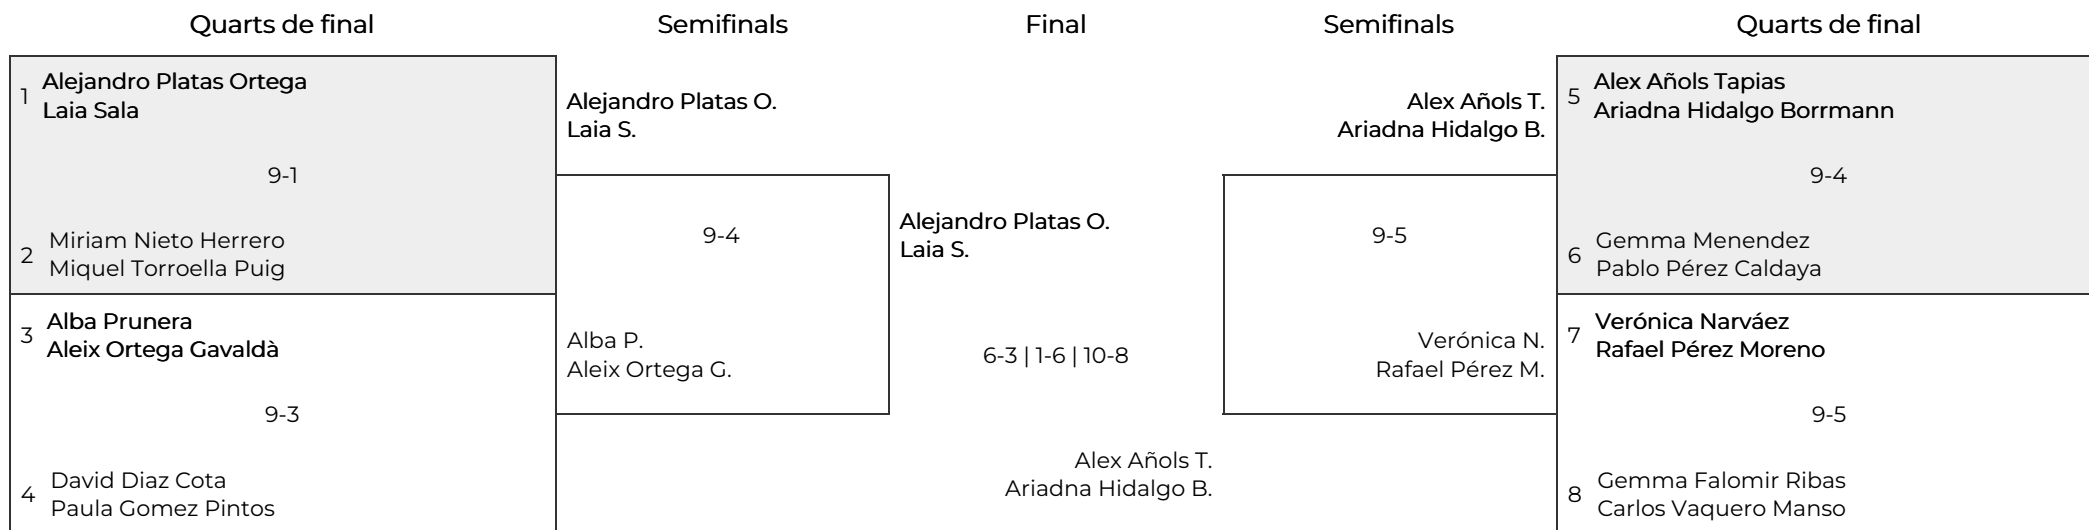 Quarts de final
Semifinals
Final
Semifinals
Quarts de final
1
Alejandro Platas Ortega
Laia Sala
9-1
2
Miriam Nieto Herrero
Miquel Torroella Puig
3
Alba Prunera
Aleix Ortega Gavaldà
9-3
4
David Diaz Cota
Paula Gomez Pintos
Alejandro Platas O.
Laia S.
9-4
Alba P.
Aleix Ortega G.
Alejandro Platas O.
Laia S.
6-3 | 1-6 | 10-8
Alex Añols T.
Ariadna Hidalgo B.
Alex Añols T.
Ariadna Hidalgo B.
9-5
Verónica N.
Rafael Pérez M.
5
Alex Añols Tapias
Ariadna Hidalgo Borrmann
9-4
6
Gemma Menendez
Pablo Pérez Caldaya
7
Verónica Narváez
Rafael Pérez Moreno
9-5
8
Gemma Falomir Ribas
Carlos Vaquero Manso